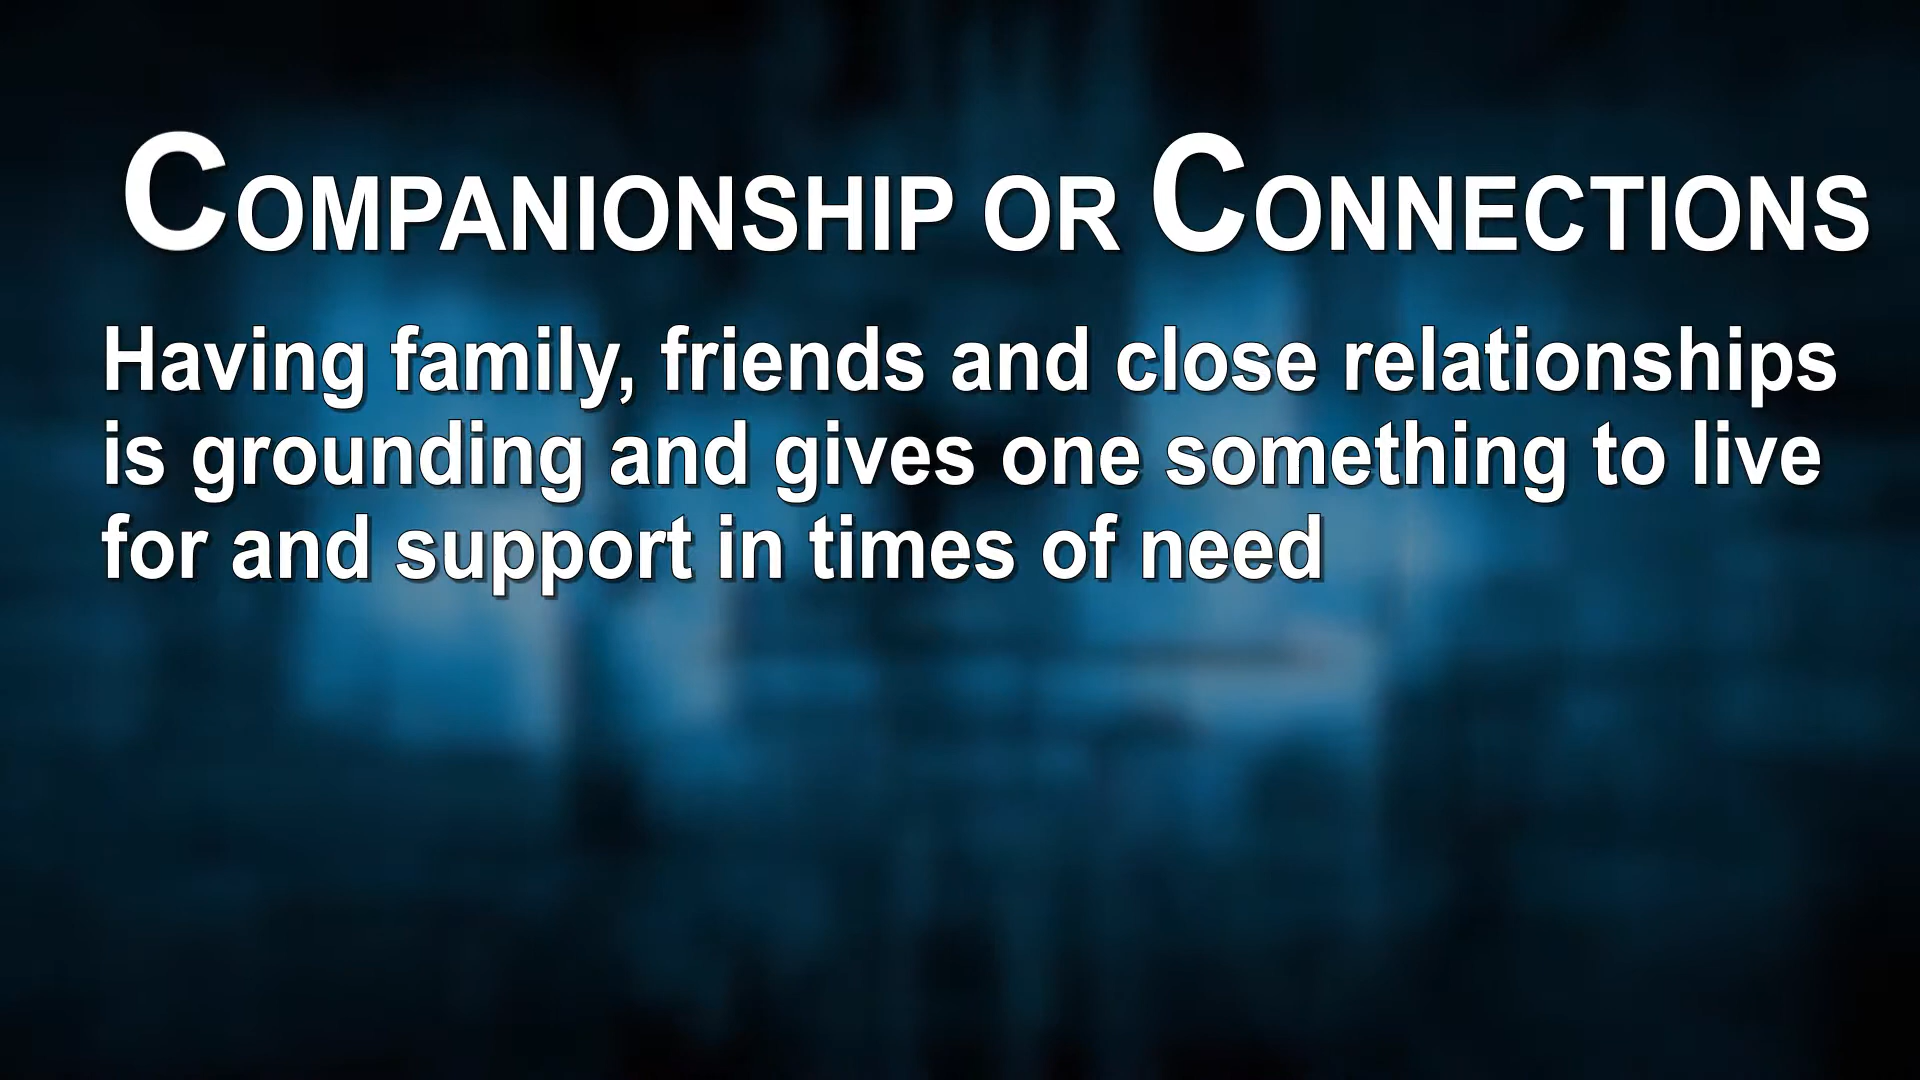 COMPANIONSHIP OR CONNECTIONS
Having family, friends and close relationships
is grounding and gives one something to live
for and support in times of need